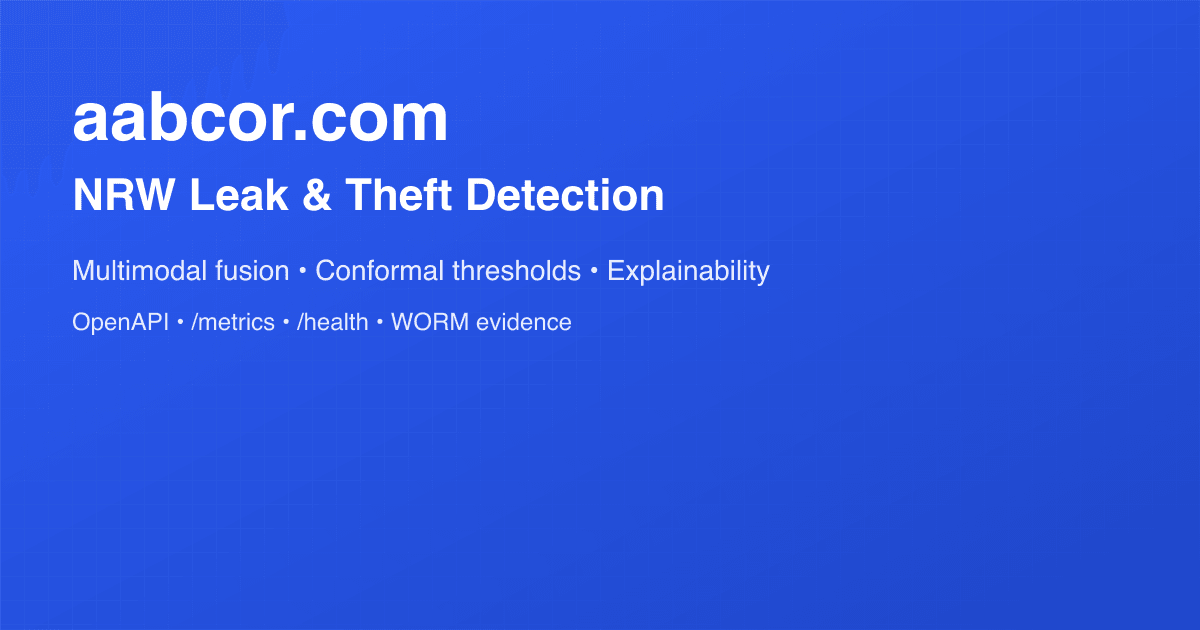 aabcor.com
NRW Leak & Theft Detection
Multimodal fusion • Conformal thresholds • Explainability
OpenAPI • /metrics • /health • WORM evidence